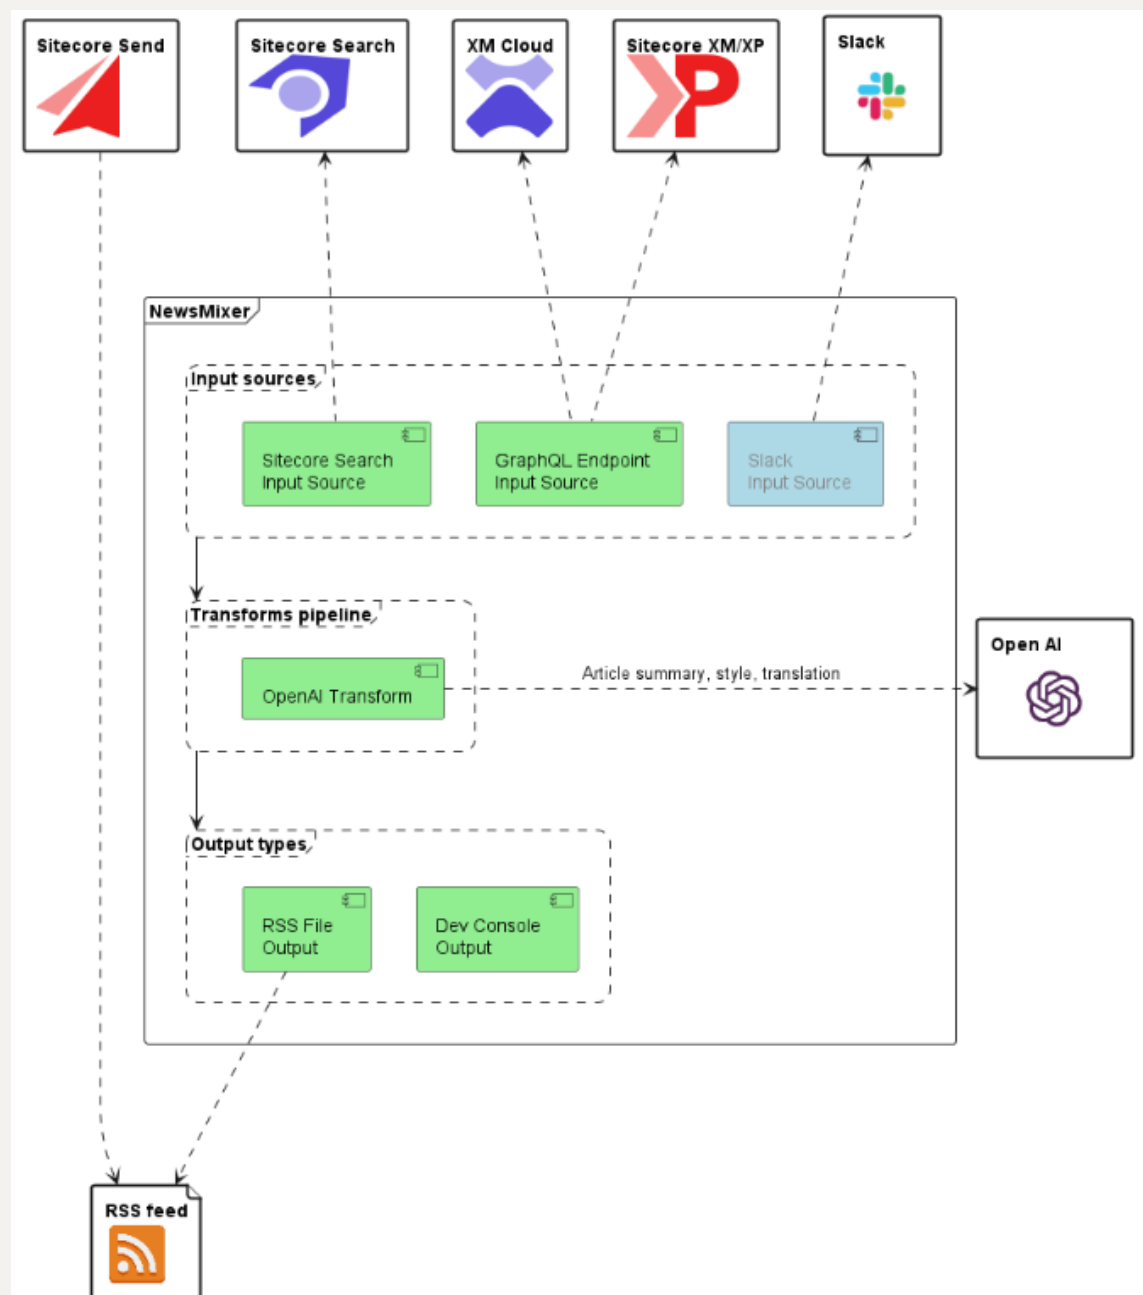 Sitecore Send
Sitecore Search
XM Cloud
Sitecore XM/XP
Slack
NewsMixer
Input sources
Sitecore Search
Input Source
GraphQL Endpoint
Input Source
Slack
Input Source
Transforms pipeline
OpenAI Transform
Article summary, style, translation
Open AI
Output types
RSS File
Output
Dev Console
Output
RSS feed